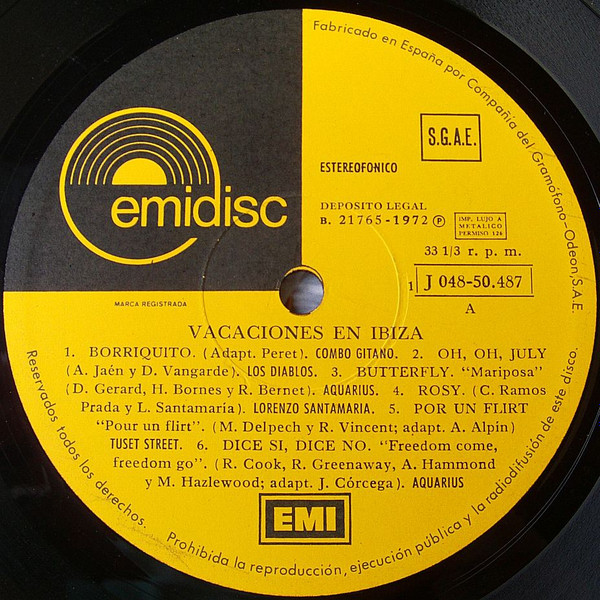 Fabricado en España por Compañía del Gramófono-Odeon, S.A.E.
emidisc
MARCA REGISTRADA
S.G.A.E.
ESTEREOFONICO
DEPOSITO LEGAL
B. 21765-1972 Ⓟ
IMP. LUJO A
METALICO
PERMISO 126
33 1/3 r. p. m.
1 J 048-50.487
A
VACACIONES EN IBIZA
1. BORRIQUITO. (Adapt. Peret). COMBO GITANO. 2. OH, OH, JULY
(A. Jaén y D. Vangarde). LOS DIABLOS. 3. BUTTERFLY. "Mariposa"
(D. Gerard, H. Bornes y R. Bernet). AQUARIUS. 4. ROSY. (C. Ramos
Prada y L. Santamaría). LORENZO SANTAMARIA. 5. POR UN FLIRT
"Pour un flirt". (M. Delpech y R. Vincent; adapt. A. Alpin)
TUSET STREET. 6. DICE SI, DICE NO. "Freedom come,
freedom go". (R. Cook, R. Greenaway, A. Hammond
y M. Hazlewood; adapt. J. Córcega). AQUARIUS
EMI
Reservados todos los derechos. Prohibida la reproducción, ejecución pública y la radiodifusión de este disco.